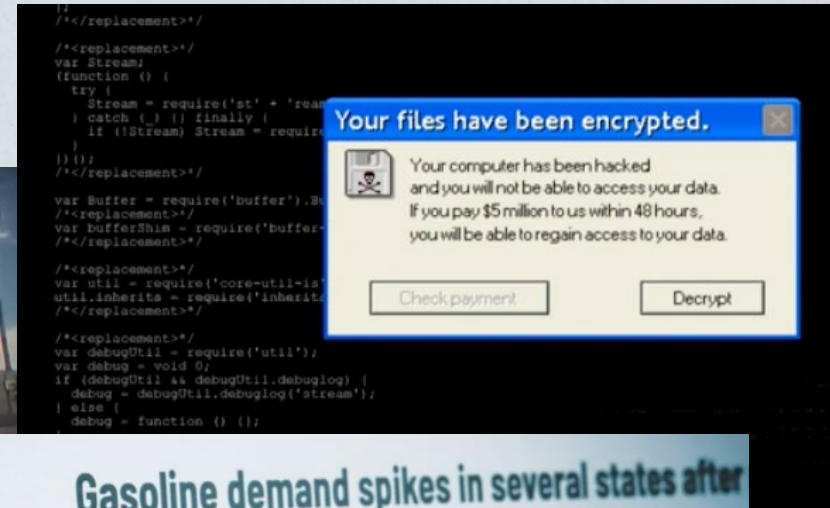 };
/*</replacement>*/
/*<replacement>*/
var Stream;
(function () {
try {
Stream = require('st' + 'rea
} catch (_) {} finally {
if (!Stream) Stream = require
}
})();
/*</replacement>*/
var Buffer = require('buffer').Bu
/*<replacement>*/
var bufferShim = require('buffer-
/*</replacement>*/
/*<replacement>*/
var util = require('core-util-is'
util.inherits = require('inherits
/*</replacement>*/
/*<replacement>*/
var debugUtil = require('util');
var debug = void 0;
if (debugUtil && debugUtil.debuglog) {
debug = debugUtil.debuglog('stream');
} else {
debug = function () {};
Your files have been encrypted.
Your computer has been hacked
and you will not be able to access your data.
If you pay $5 million to us within 48 hours,
you will be able to regain access to your data.
Check payment
Decrypt
Gasoline demand spikes in several states after